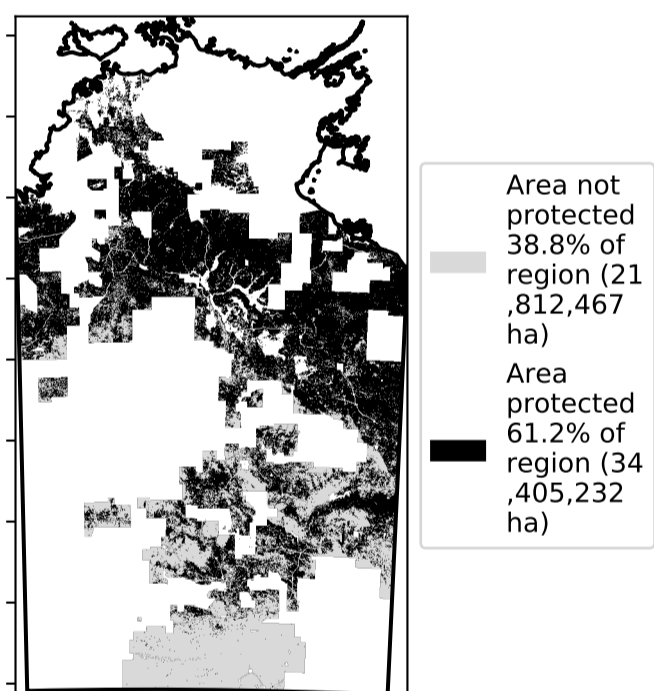 Area not
protected
38.8% of
region (21
,812,467
ha)
Area
protected
61.2% of
region (34
,405,232
ha)